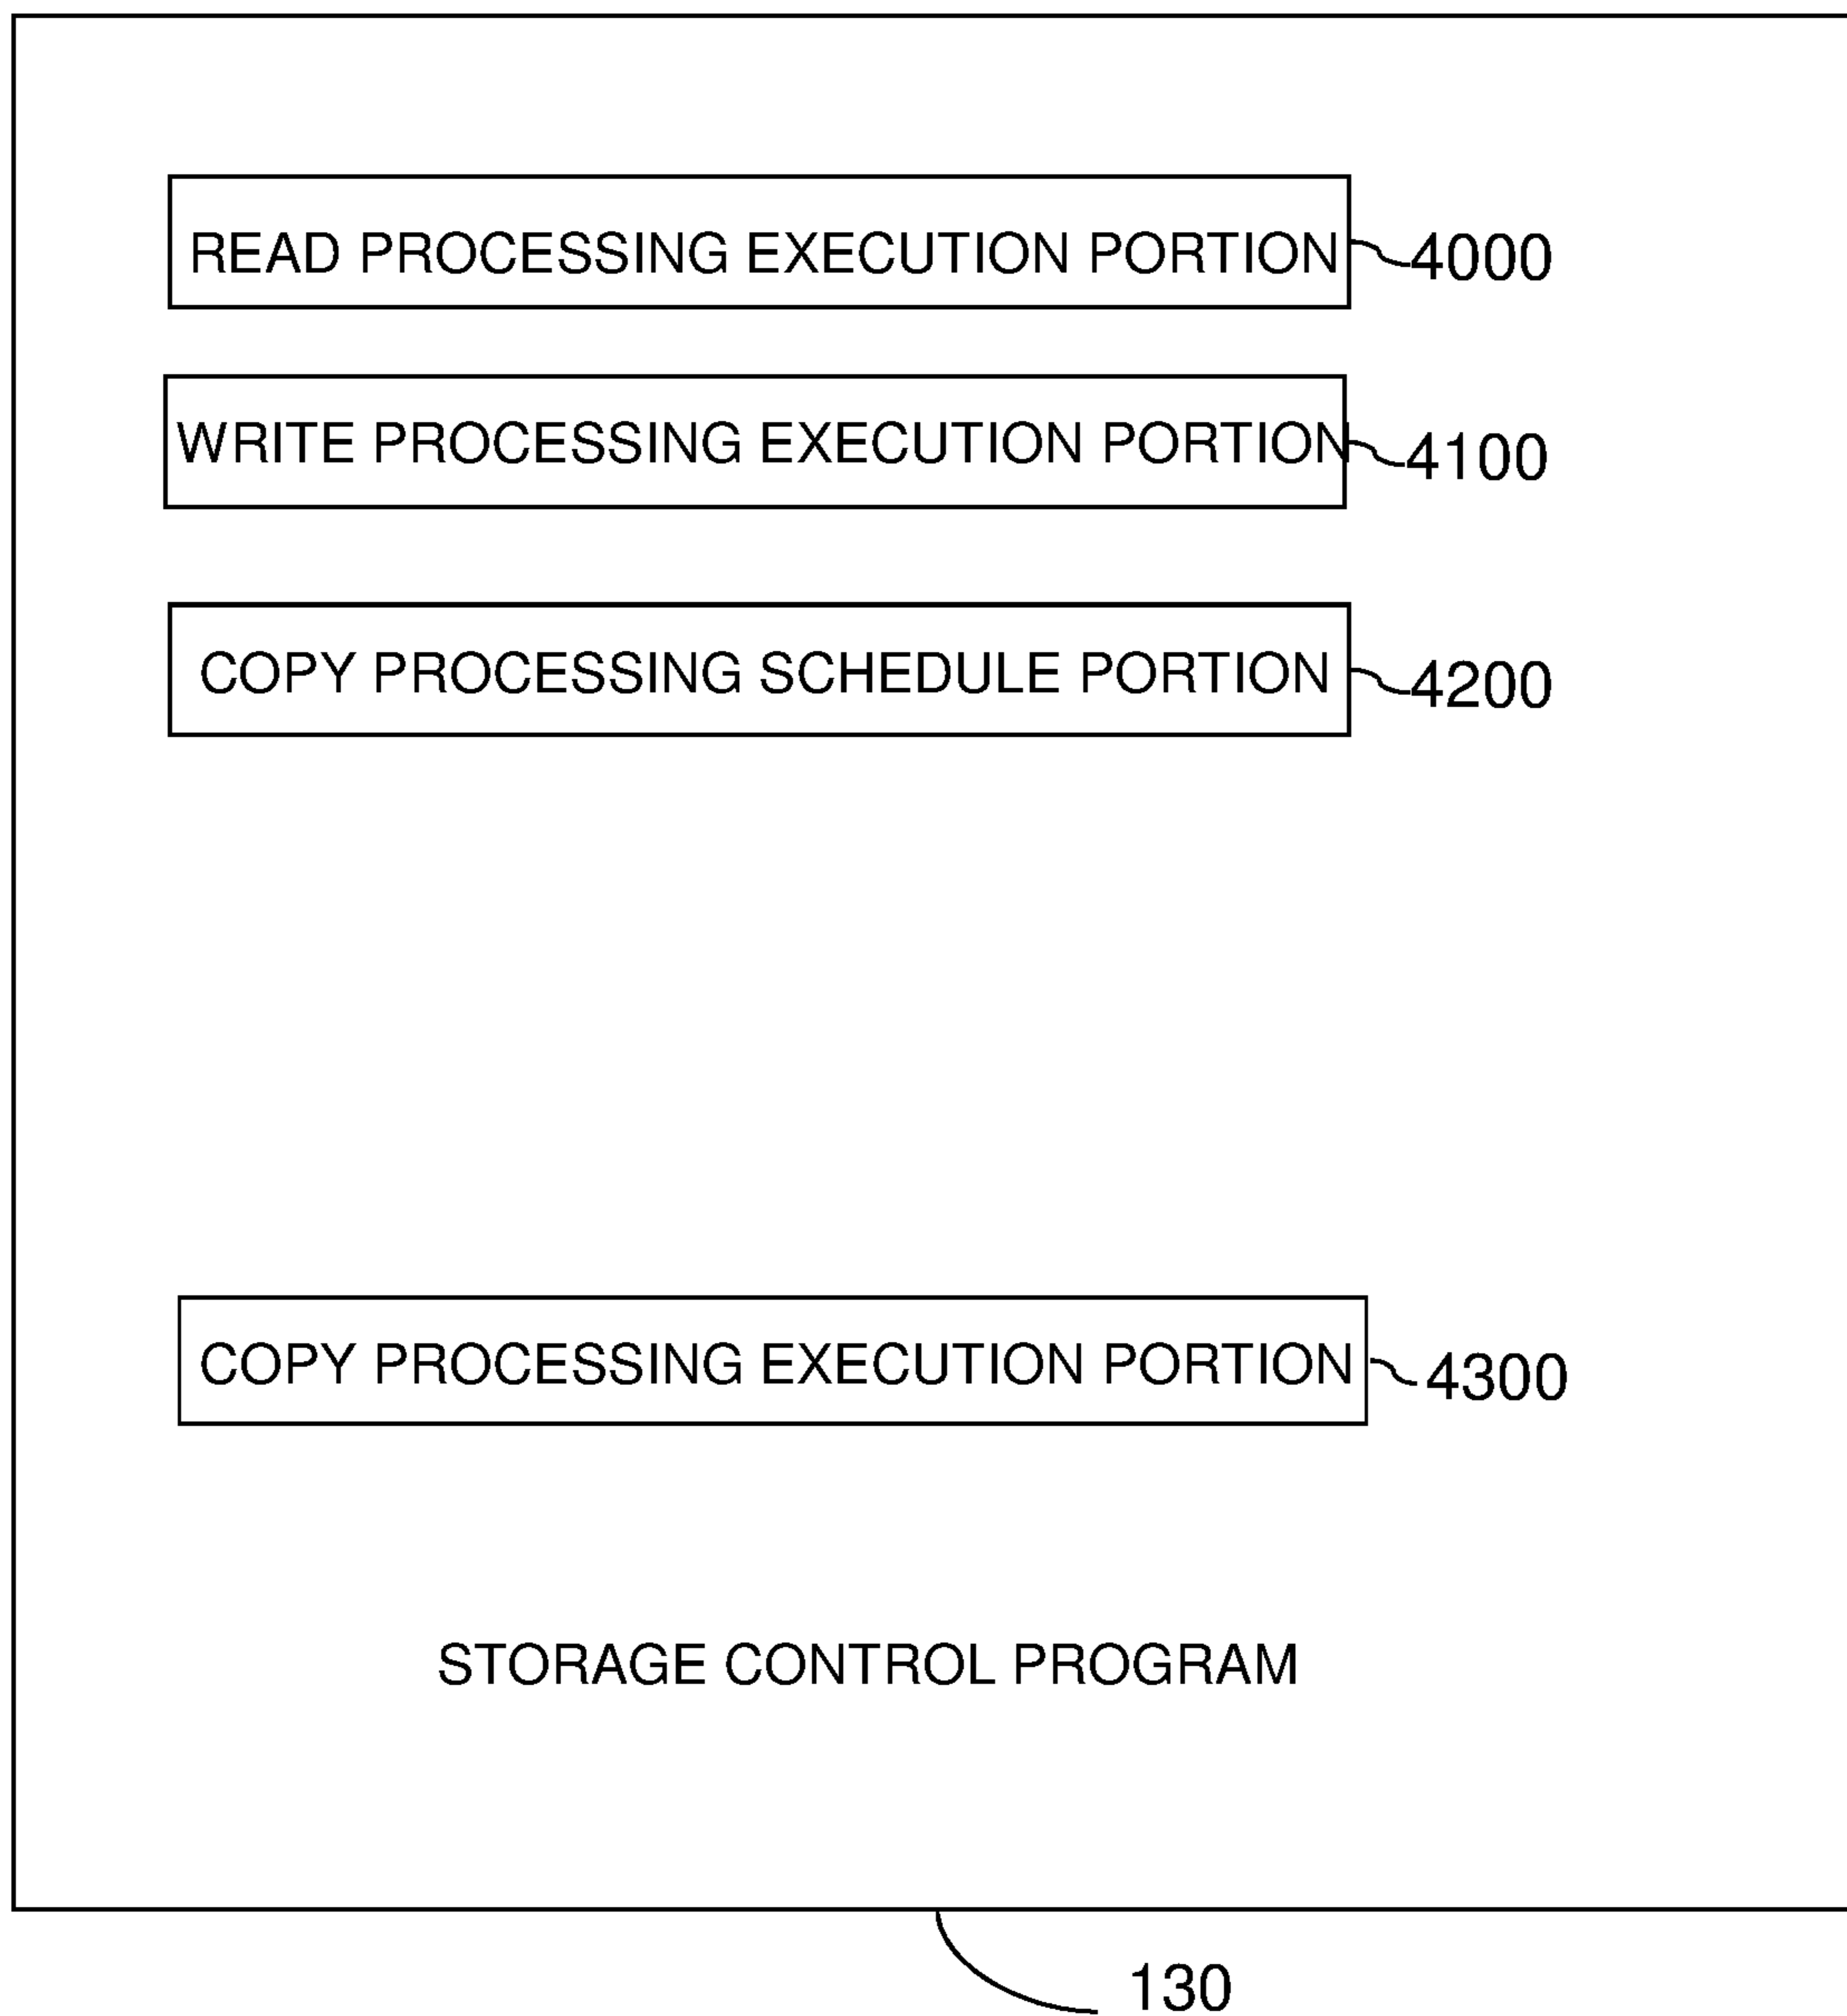 READ PROCESSING EXECUTION PORTION 4000
WRITE PROCESSING EXECUTION PORTION 4100
COPY PROCESSING SCHEDULE PORTION 4200
COPY PROCESSING EXECUTION PORTION 4300
STORAGE CONTROL PROGRAM
130